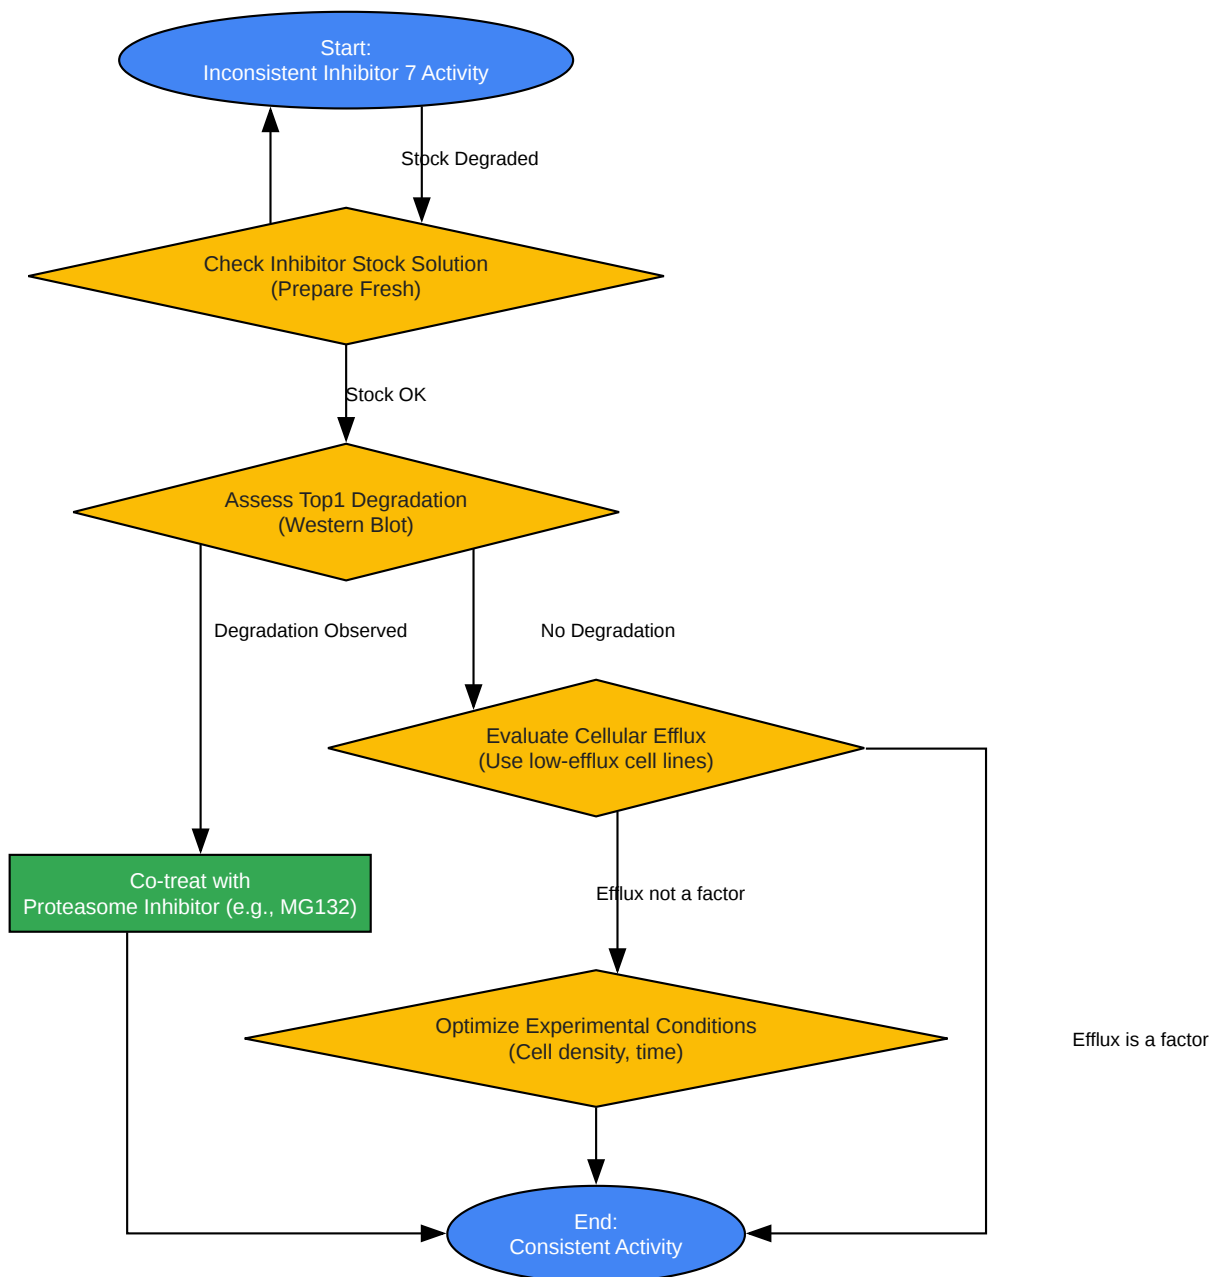 Start:
Inconsistent Inhibitor 7 Activity
Stock Degraded
Check Inhibitor Stock Solution
(Prepare Fresh)
Stock OK
Assess Top1 Degradation
(Western Blot)
Degradation Observed
No Degradation
Evaluate Cellular Efflux
(Use low-efflux cell lines)
Co-treat with
Proteasome Inhibitor (e.g., MG132)
Efflux not a factor
Optimize Experimental Conditions
(Cell density, time)
Efflux is a factor
End:
Consistent Activity